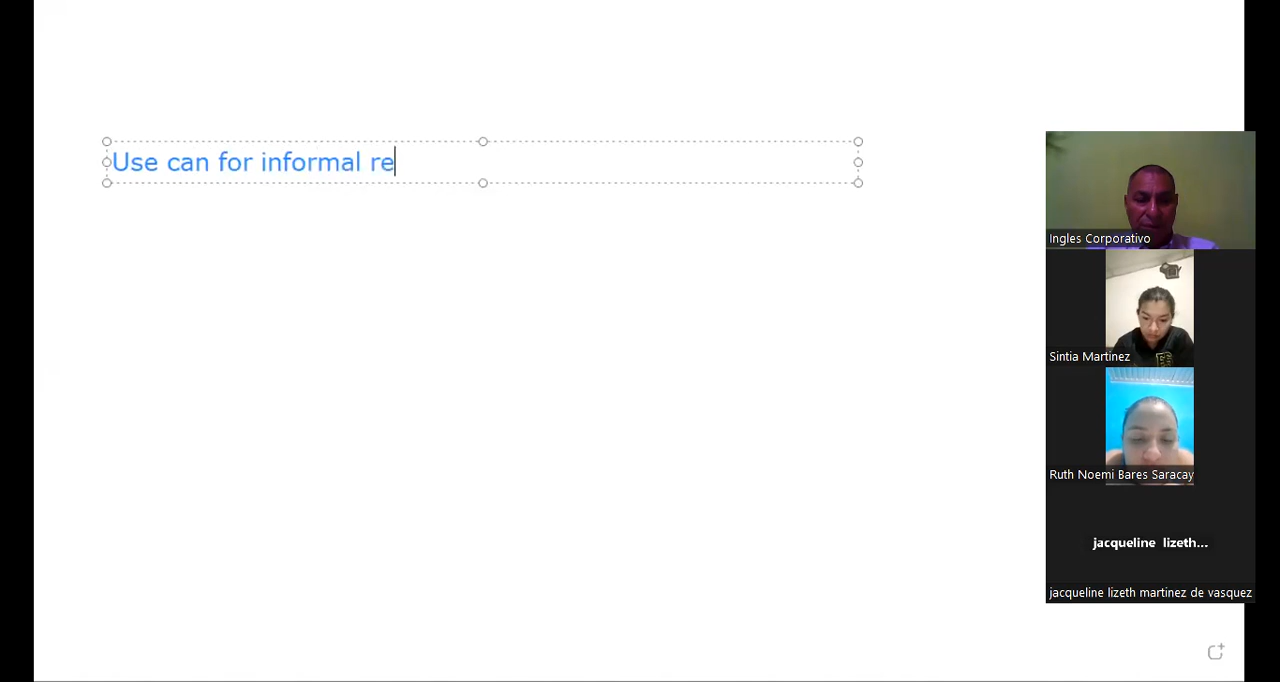 Use can for informal re
Ingles Corporativo
Sintia Martinez
Ruth Noemi Bares Saracay
jacqueline lizeth...
jacqueline lizeth martinez de vasquez